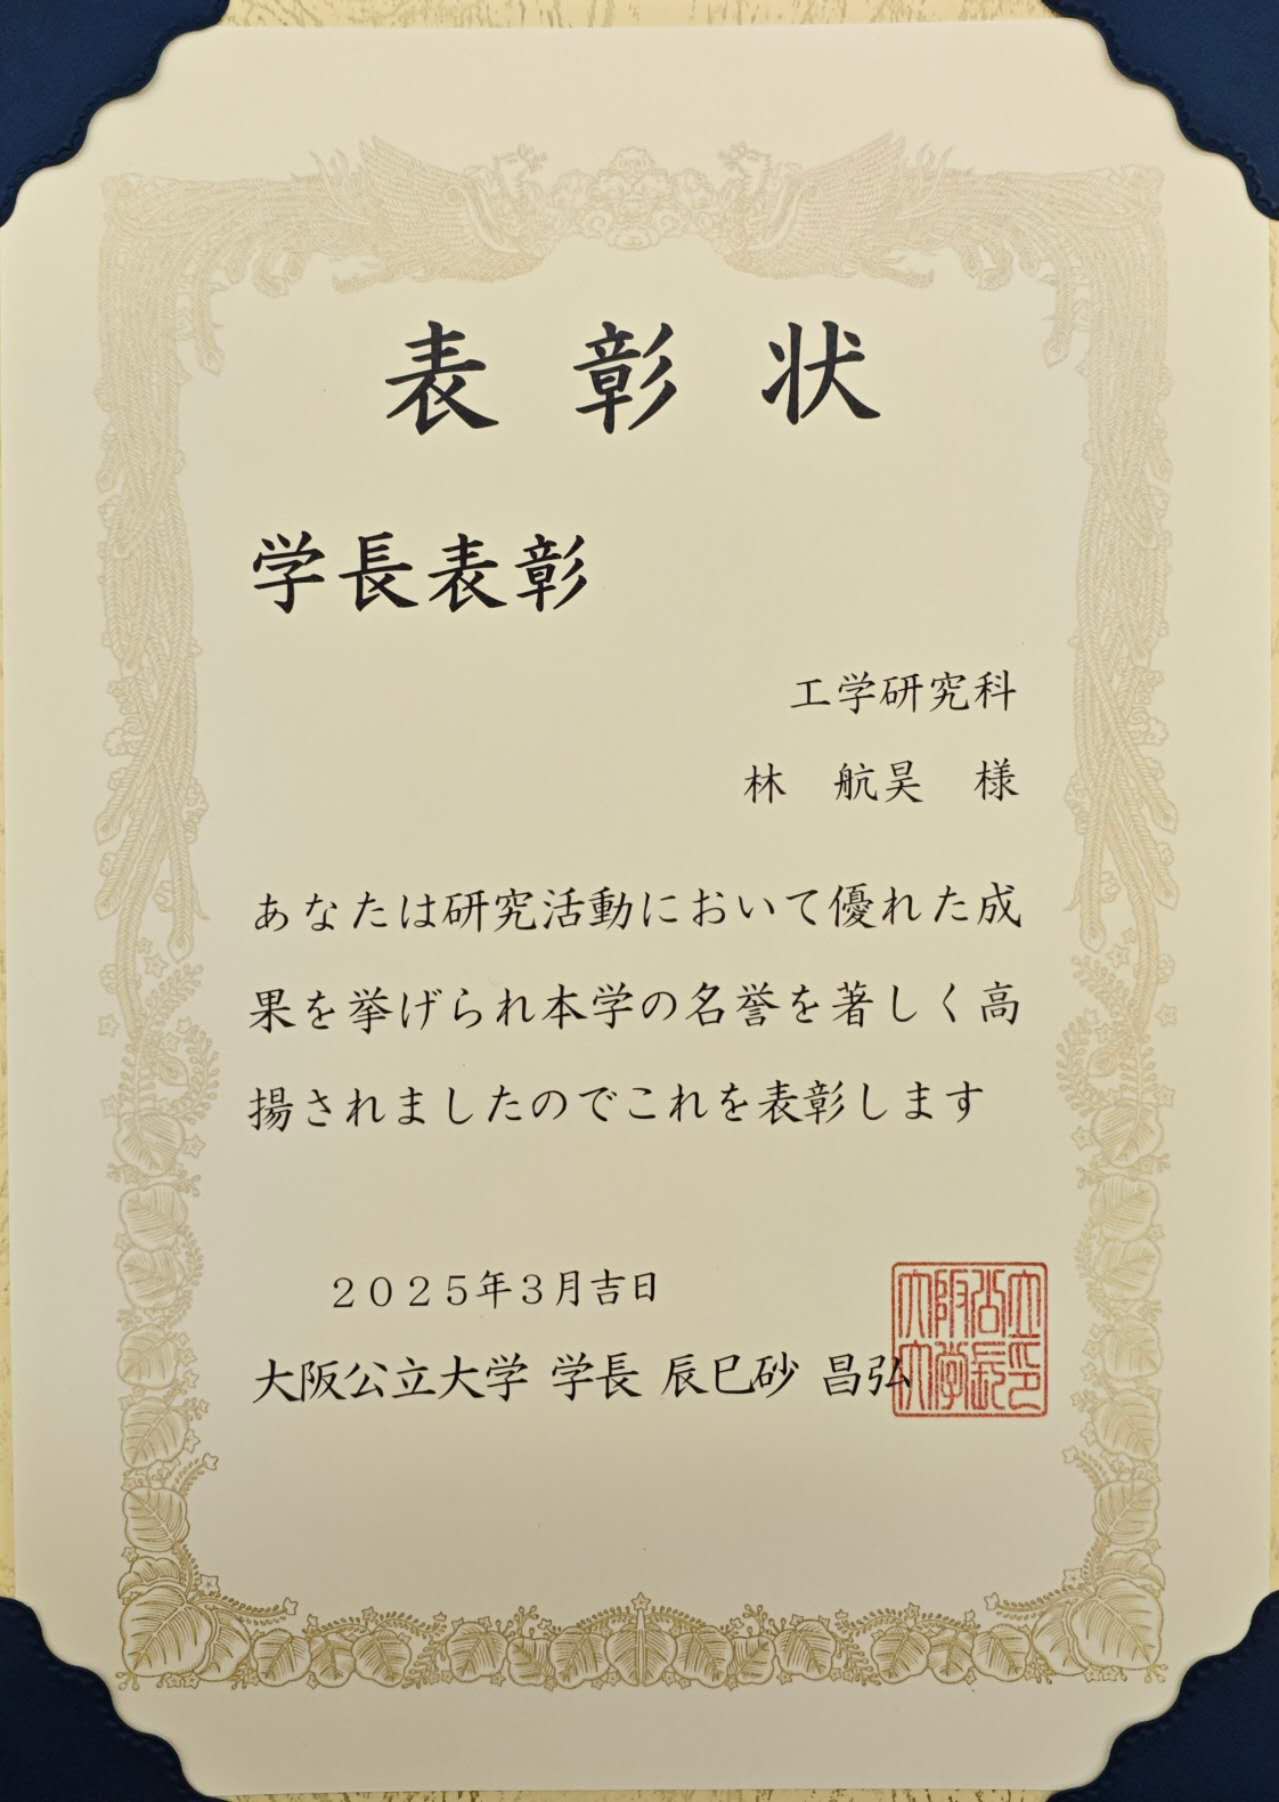 表彰状
学長表彰
工学研究科
林　航昊　様
あなたは研究活動において優れた成
果を挙げられ本学の名誉を著しく高
揚されましたのでこれを表彰します
２０２５年３月吉日
大阪公立大学 学長 辰巳砂 昌弘
大阪公立
大学長印